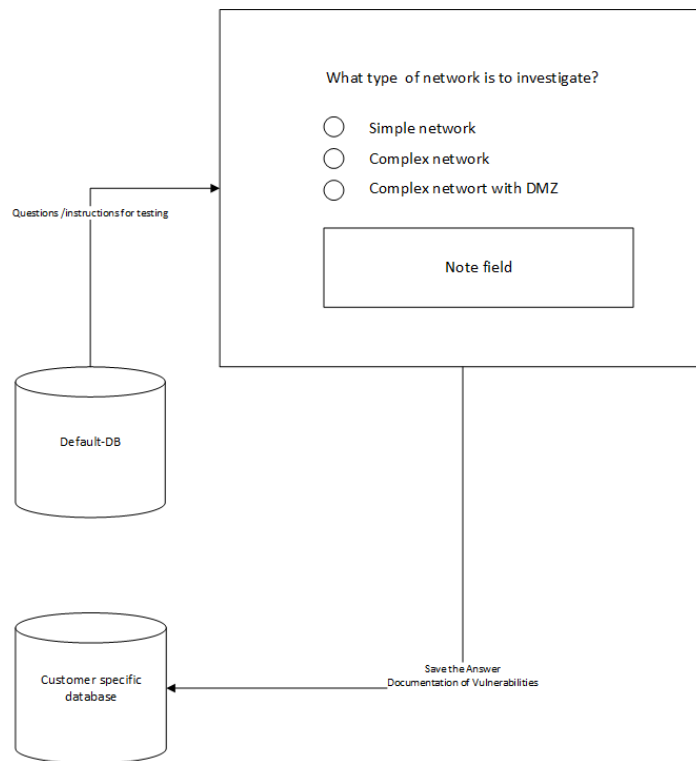 What type of network is to investigate?
Simple network
Complex network
Complex networt with DMZ
Questions /instructions for testing
Note field
Default-DB
Save the Answer
Documentation of Vulnerabilities
Customer specific
database